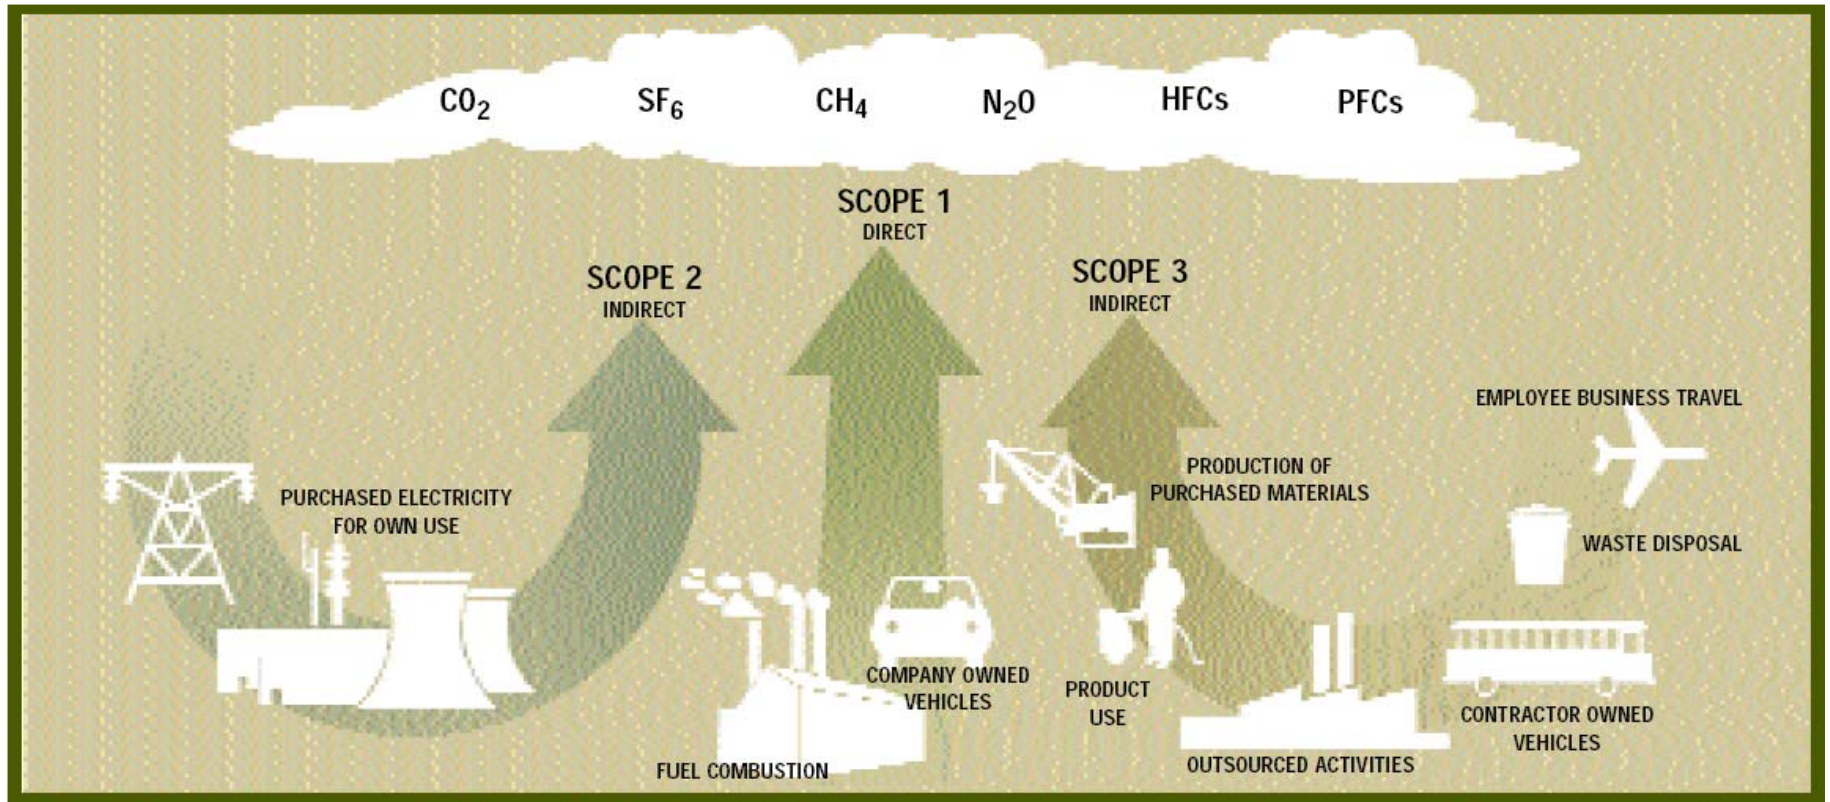 CO₂ SF₆ CH₄ N₂O HFCs PFCs
SCOPE 1
DIRECT
SCOPE 2
INDIRECT
SCOPE 3
INDIRECT
EMPLOYEE BUSINESS TRAVEL
PURCHASED ELECTRICITY
FOR OWN USE
PRODUCTION OF
PURCHASED MATERIALS
WASTE DISPOSAL
COMPANY OWNED
VEHICLES
PRODUCT
USE
CONTRACTOR OWNED
VEHICLES
FUEL COMBUSTION
OUTSOURCED ACTIVITIES